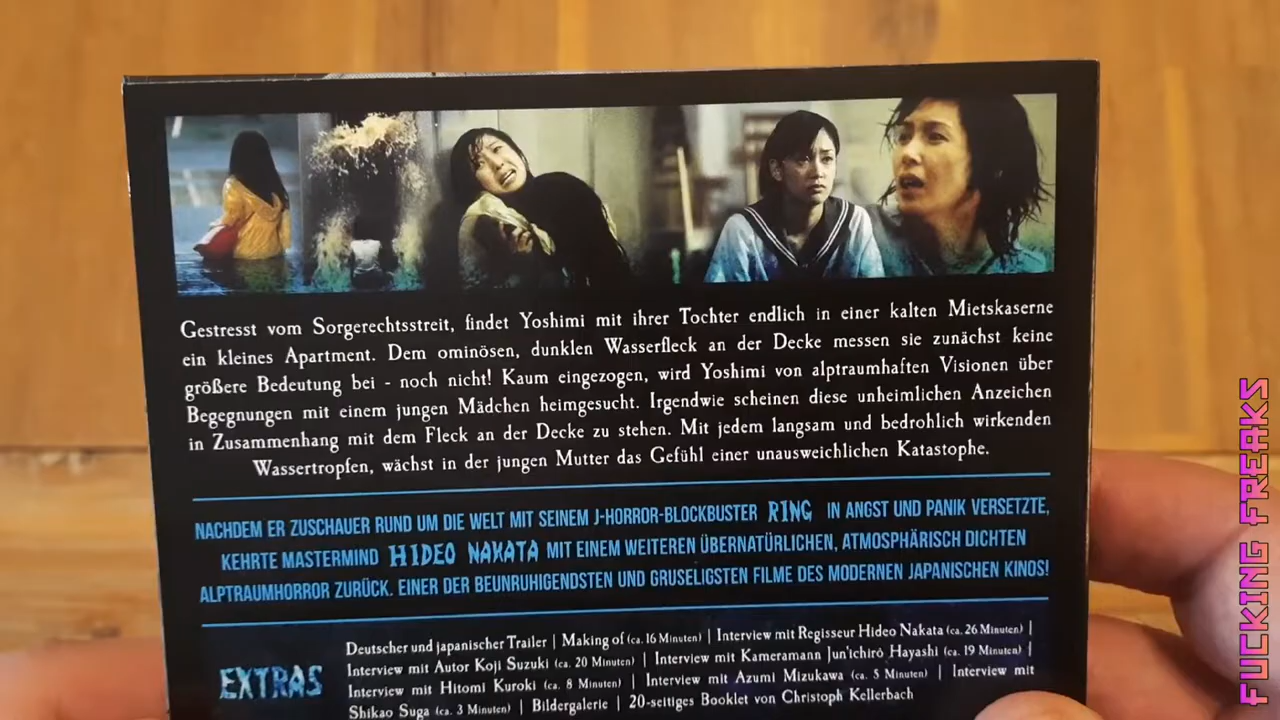 Gestresst vom Sorgerechtsstreit, findet Yoshimi mit ihrer Tochter endlich in einer kalten Mietskaserne
ein kleines Apartment. Dem ominösen, dunklen Wasserfleck an der Decke messen sie zunächst keine
größere Bedeutung bei - noch nicht! Kaum eingezogen, wird Yoshimi von alptraumhaften Visionen über
Begegnungen mit einem jungen Mädchen heimgesucht. Irgendwie scheinen diese unheimlichen Anzeichen
in Zusammenhang mit dem Fleck an der Decke zu stehen. Mit jedem langsam und bedrohlich wirkenden
Wassertropfen, wächst in der jungen Mutter das Gefühl einer unausweichlichen Katastrophe.
NACHDEM ER ZUSCHAUER RUND UM DIE WELT MIT SEINEM J-HORROR-BLOCKBUSTER RING IN ANGST UND PANIK VERSETZTE,
KEHRTE MASTERMIND HIDEO NAKATA MIT EINEM WEITEREN ÜBERNATÜRLICHEN, ATMOSPHÄRISCH DICHTEN
ALPTRAUMHORROR ZURÜCK. EINER DER BEUNRUHIGENDSTEN UND GRUSELIGSTEN FILME DES MODERNEN JAPANISCHEN KINOS!
EXTRAS
Deutscher und japanischer Trailer | Making of (ca. 16 Minuten) | Interview mit Regisseur Hideo Nakata (ca. 26 Minuten) |
Interview mit Autor Koji Suzuki (ca. 20 Minuten) | Interview mit Kameramann Jun'ichirô Hayashi (ca. 19 Minuten) |
Interview mit Hitomi Kuroki (ca. 8 Minuten) | Interview mit Azumi Mizukawa (ca. 5 Minuten) | Interview mit
Shikao Suga (ca. 3 Minuten) | Bildergalerie | 20-seitiges Booklet von Christoph Kellerbach
FUCKING FREAKS